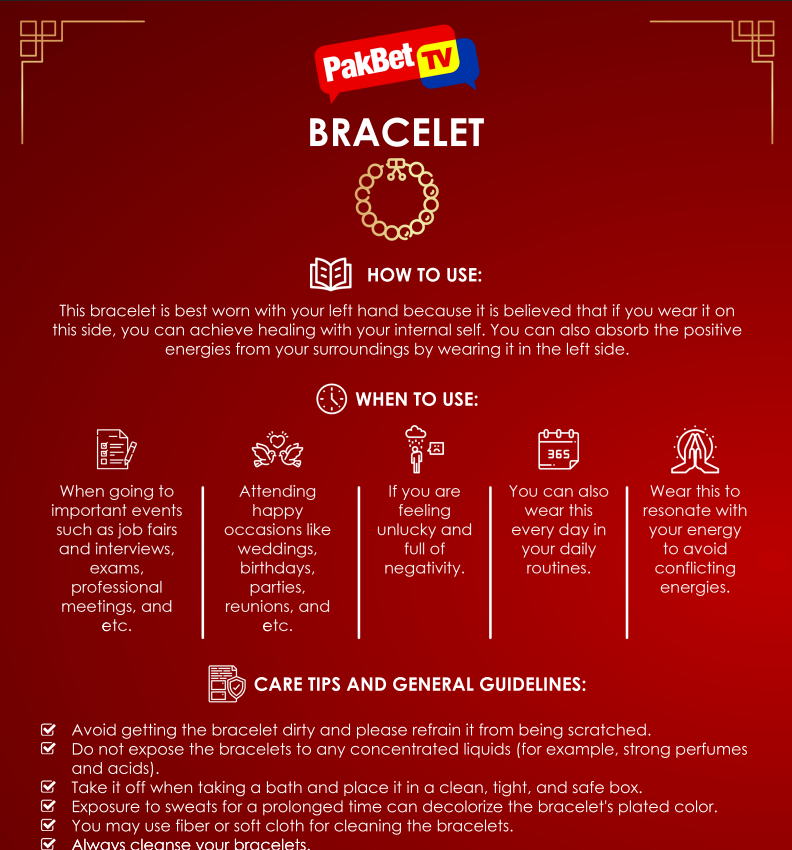 PakBet TV
BRACELET
HOW TO USE:
This bracelet is best worn with your left hand because it is believed that if you wear it on
this side, you can achieve healing with your internal self. You can also absorb the positive
energies from your surroundings by wearing it in the left side.
WHEN TO USE:
When going to
important events
such as job fairs
and interviews,
exams,
professional
meetings, and
etc.
Attending
happy
occasions like
weddings,
birthdays,
parties,
reunions, and
etc.
If you are
feeling
unlucky and
full of
negativity.
365
You can also
wear this
every day in
your daily
routines.
Wear this to
resonate with
your energy
to avoid
conflicting
energies.
CARE TIPS AND GENERAL GUIDELINES:
Avoid getting the bracelet dirty and please refrain it from being scratched.
Do not expose the bracelets to any concentrated liquids (for example, strong perfumes
and acids).
Take it off when taking a bath and place it in a clean, tight, and safe box.
Exposure to sweats for a prolonged time can decolorize the bracelet's plated color.
You may use fiber or soft cloth for cleaning the bracelets.
Always cleanse your bracelets.